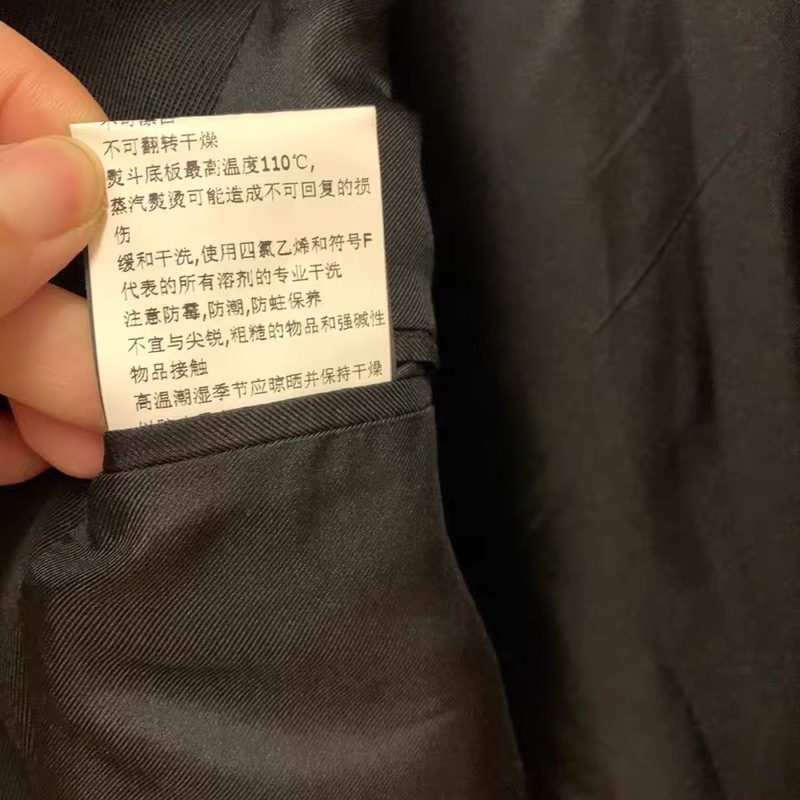 不可漂白
不可翻转干燥
熨斗底板最高温度110℃,
蒸汽熨烫可能造成不可回复的损
伤
缓和干洗,使用四氯乙烯和符号F
代表的所有溶剂的专业干洗
注意防霉,防潮,防蛀保养
不宜与尖锐,粗糙的物品和强碱性
物品接触
高温潮湿季节应晾晒并保持干燥